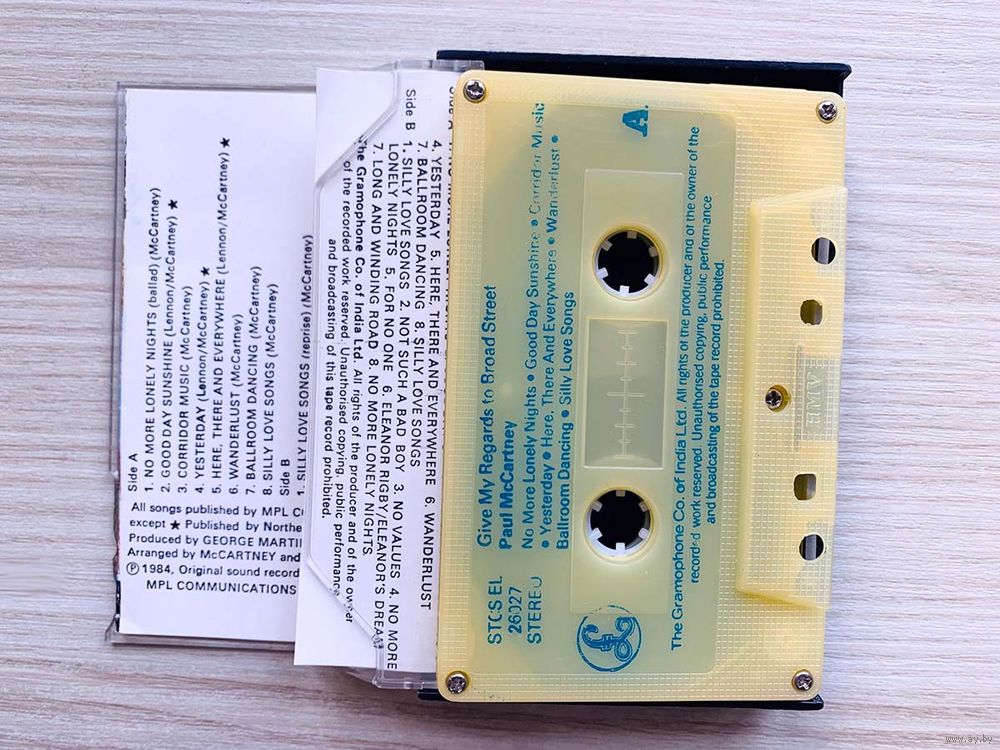 Side A
1. NO MORE LONELY NIGHTS (ballad) (McCartney)
2. GOOD DAY SUNSHINE (Lennon/McCartney) ★
3. CORRIDOR MUSIC (McCartney)
4. YESTERDAY (Lennon/McCartney) ★
5. HERE, THERE AND EVERYWHERE (Lennon/McCartney) ★
6. WANDERLUST (McCartney)
7. BALLROOM DANCING (McCartney)
8. SILLY LOVE SONGS (McCartney)
Side B
1. SILLY LOVE SONGS (reprise) (McCartney)
All songs published by MPL
except ★ Published by
Produced by GEORGE
Arranged by McCARTNEY and
Ⓟ 1984, Original sound
MPL COMMUNICATIONS
4. YESTERDAY 5. HERE, THERE AND EVERYWHERE 6. WANDERLUST
7. BALLROOM DANCING 8. SILLY LOVE SONGS
Side B 1. SILLY LOVE SONGS 2. NOT SUCH A BAD BOY 3. NO VALUES 4. NO MORE
LONELY NIGHTS 5. FOR NO ONE 6. ELEANOR RIGBY/ELEANOR'S DREAM
7. LONG AND WINDING ROAD 8. NO MORE LONELY NIGHTS
The Gramophone Co. of India Ltd. All rights of the producer and of the owner
of the recorded work reserved. Unauthorised copying, public performance
and broadcasting of this tape record prohibited.
A.
Give My Regards to Broad Street
Paul McCartney
No More Lonely Nights • Good Day Sunshine • Corridor Music
• Yesterday • Here, There And Everywhere • Wanderlust •
Ballroom Dancing • Silly Love Songs
STCS EL
26027
STEREO
The Gramophone Co. of India Ltd. All rights of the producer and of the owner of the
record-d work reserved Unauthorised copying, public performance
and broadcasting of the tape record prohibited.
www.ay.by